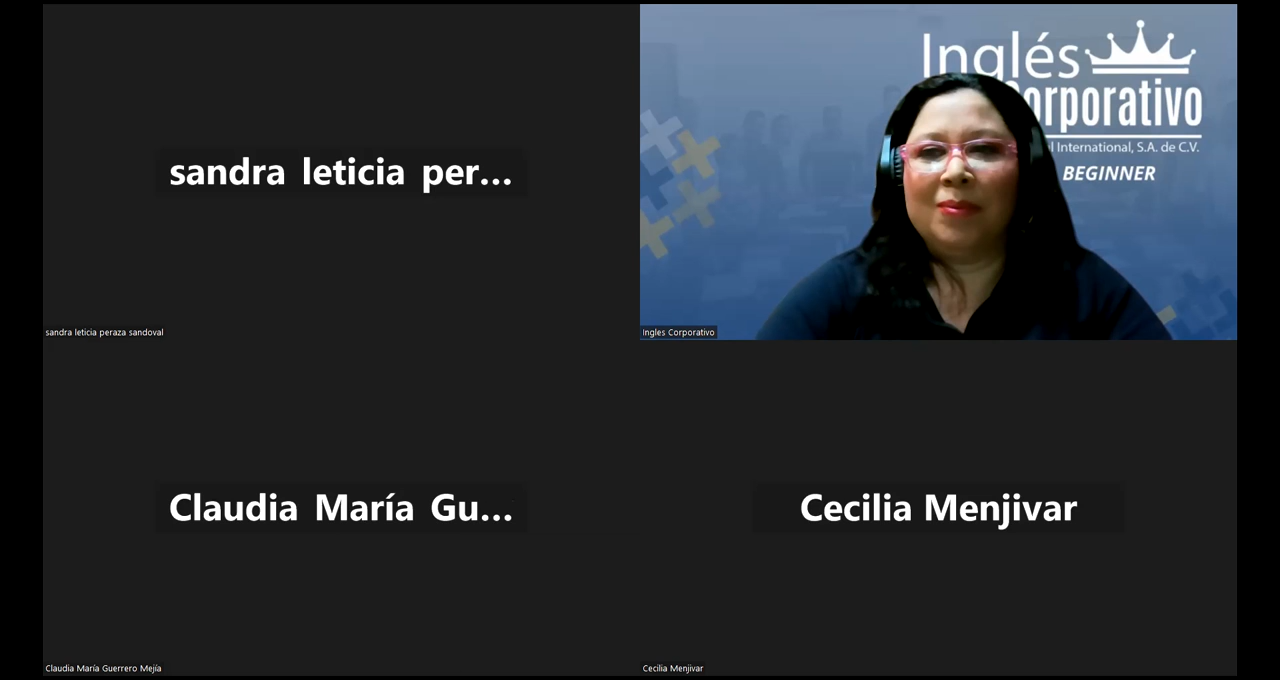 sandra leticia per...
sandra leticia peraza sandoval
Inglés
Corporativo
l International, S.A. de C.V.
BEGINNER
Ingles Corporativo
Claudia María Gu...
Claudia María Guerrero Mejía
Cecilia Menjivar
Cecilia Menjivar